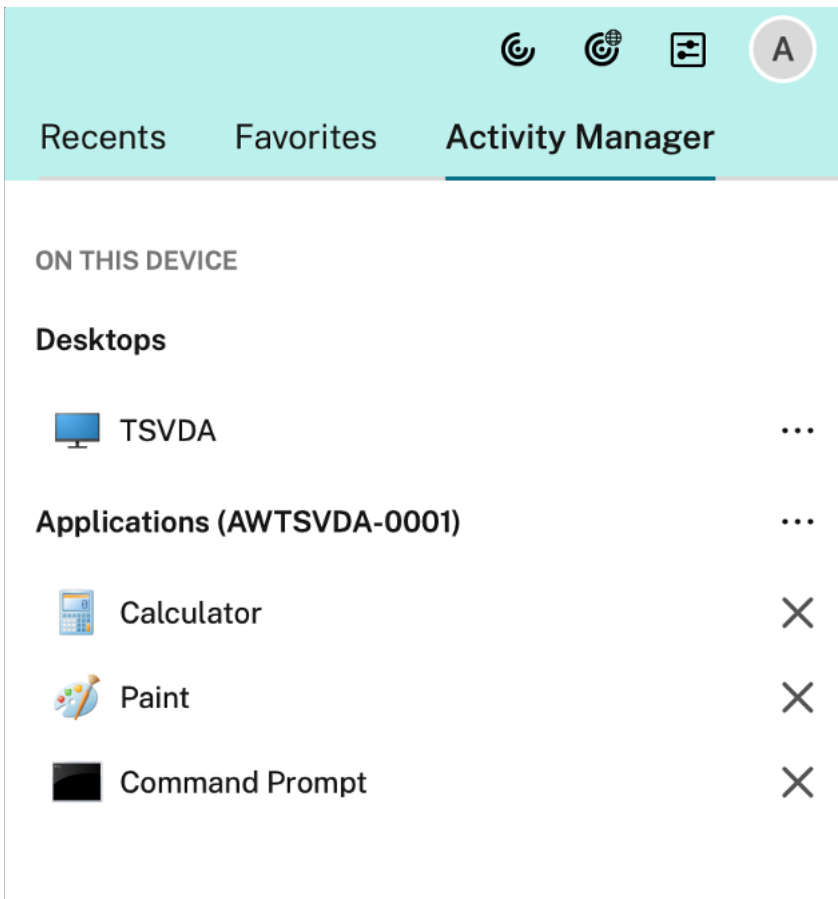 A
Recents Favorites Activity Manager
ON THIS DEVICE
Desktops
TSVDA ...
Applications (AWTSVDA-0001) ...
Calculator
Paint
Command Prompt